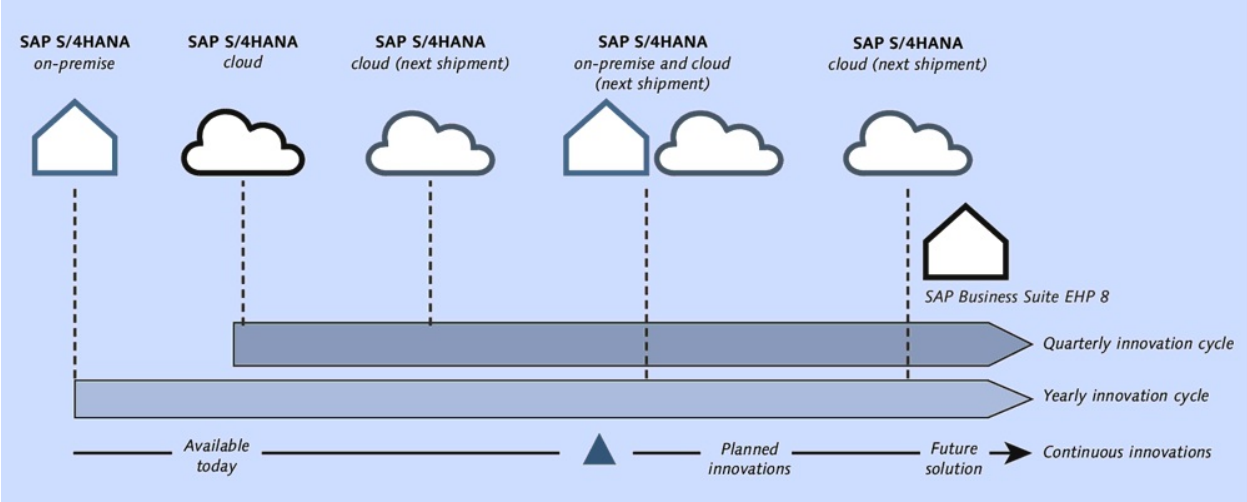 SAP S/4HANA
on-premise
SAP S/4HANA
cloud
SAP S/4HANA
cloud (next shipment)
SAP S/4HANA
on-premise and cloud
(next shipment)
SAP S/4HANA
cloud (next shipment)
SAP Business Suite EHP 8
Quarterly innovation cycle
Yearly innovation cycle
Available
today
Planned
innovations
Future
solution
Continuous innovations